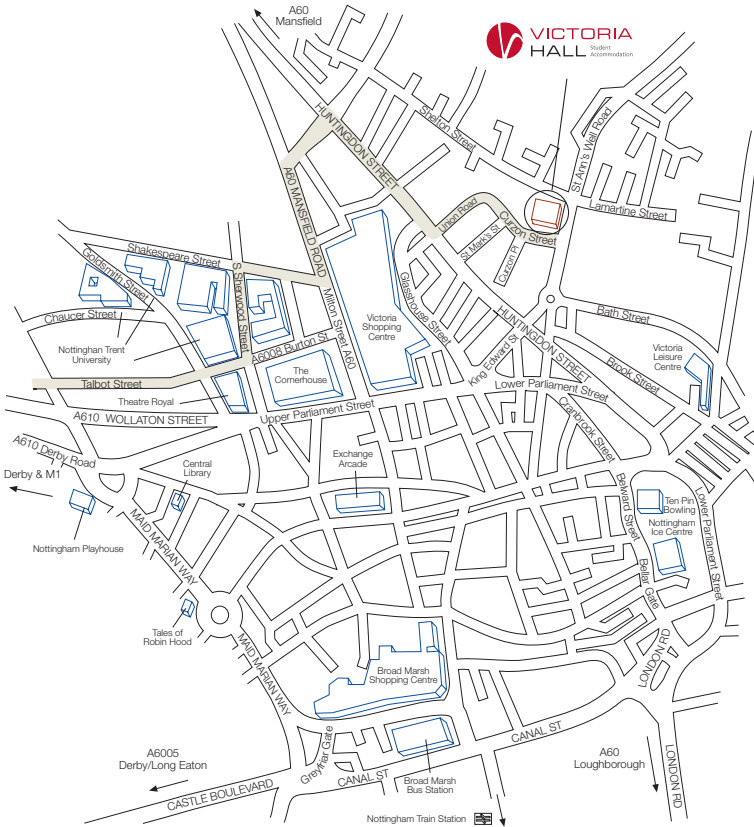 A60
Mansfield
VICTORIA
HALL Student
Accommodation
HUNTINGDON STREET
Shelton Street
St Ann's Well Road
Lamartine Street
A60 MANSFIELD ROAD
Union Road
Curzon Street
St Mark's St
Curzon Pl
Shakespeare Street
Goldsmith Street
S Sherwood Street
Chaucer Street
Nottinghan Trent
University
Milton Street A60
Victoria
Shopping
Centre
Glasshouse Street
HUNTINGDON STREET
Bath Street
A6008 Burton St
King Edward St
Brook Street
Victoria
Leisure
Centre
The
Cornerhouse
Talbot Street
Theatre Royal
Lower Parliament Street
A610 WOLLATON STREET
Upper Parliament Street
Cranbrook Street
A610 Derby Road
Derby & M1
Central
Library
Exchange
Arcade
Belward Street
Ten Pin
Bowling
Nottingham
Ice Centre
Lower Parliament Street
Nottingham Playhouse
MAID MARIAN WAY
Bellar Gate
Tales of
Robin Hood
MAID MARIAN WAY
LONDON RD
Broad Marsh
Shopping Centre
Greyfriar Gate
CANAL ST
A6005
Derby/Long Eaton
A60
Loughborough
CASTLE BOULEVARD
CANAL ST
Broad Marsh
Bus Station
LONDON RD
Nottingham Train Station